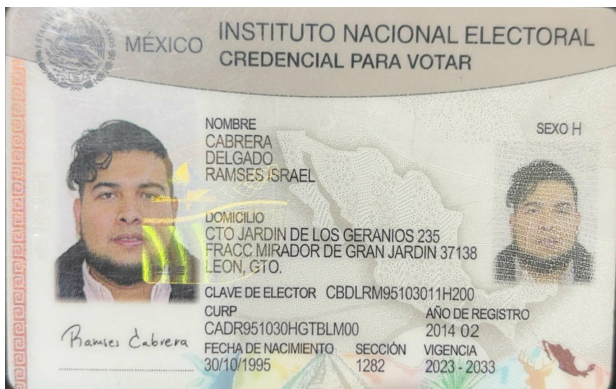 MÉXICO
INSTITUTO NACIONAL ELECTORAL
CREDENCIAL PARA VOTAR
NOMBRE
CABRERA
DELGADO
RAMSES ISRAEL
SEXO H
DOMICILIO
CTO JARDIN DE LOS GERANIOS 235
FRACC MIRADOR DE GRAN JARDIN 37138
LEON, GTO.
CLAVE DE ELECTOR CBDLRM95103011H200
CURP
CADR951030HGTBLM00
AÑO DE REGISTRO
2014 02
FECHA DE NACIMIENTO
30/10/1995
SECCIÓN
1282
VIGENCIA
2023 - 2033
Ramses Cabrera